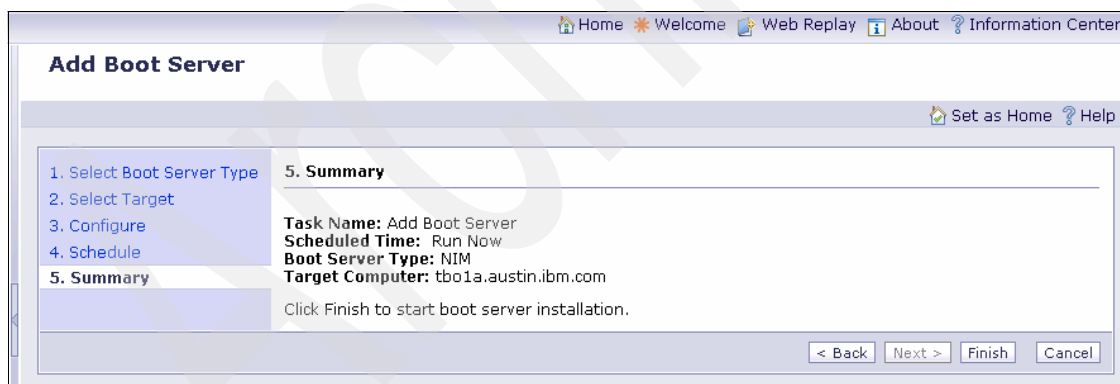 Home Welcome Web Replay About Information Center
Add Boot Server
Set as Home Help
1. Select Boot Server Type
2. Select Target
3. Configure
4. Schedule
5. Summary
5. Summary
Task Name: Add Boot Server
Scheduled Time: Run Now
Boot Server Type: NIM
Target Computer: tbo1a.austin.ibm.com
Click Finish to start boot server installation.
< Back Next > Finish Cancel